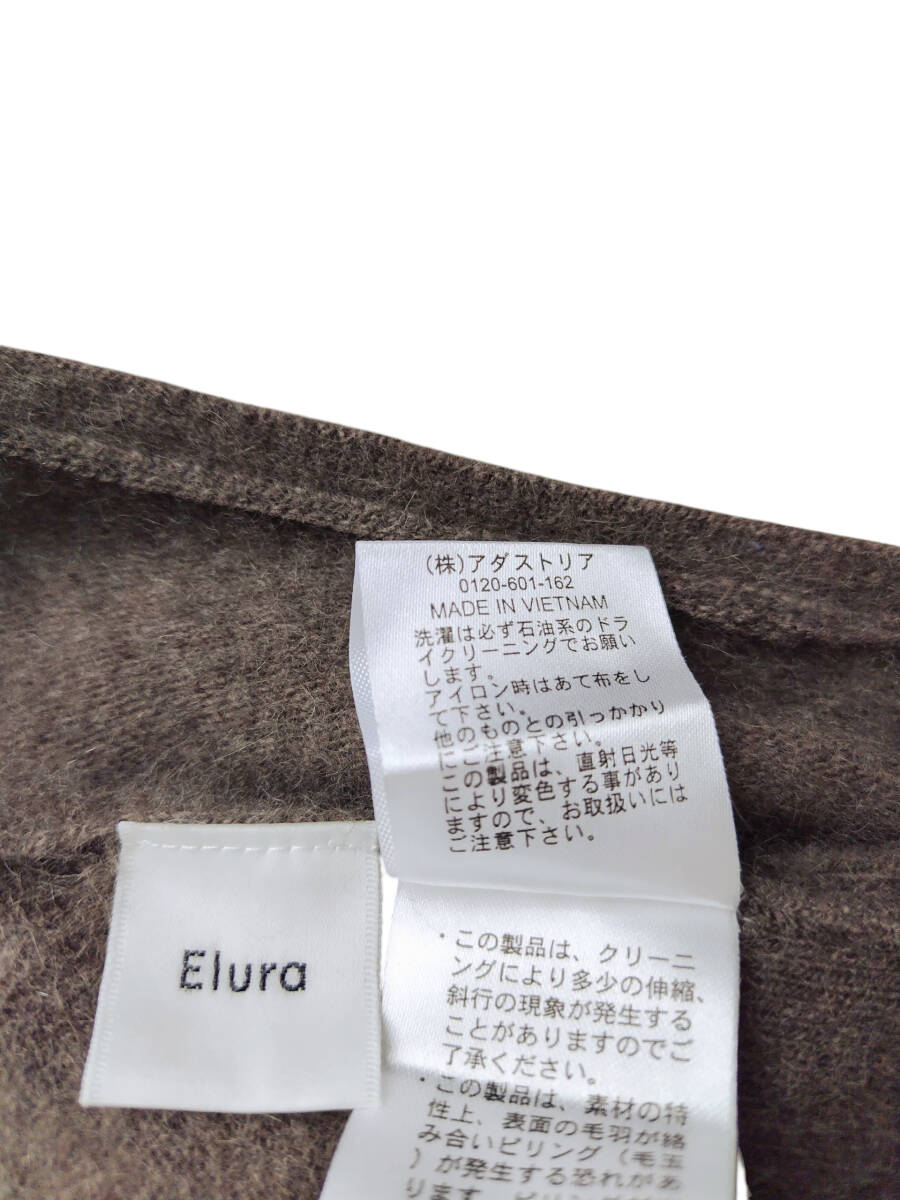 (株)アダストリア
0120-601-162
MADE IN VIETNAM
洗濯は必ず石油系のドラ
イクリーニングでお願い
します。
アイロン時はあて布をし
て下さい。
他のものとの引っかかり
にご注意下さい。
この製品は、直射日光等
により変色する事があり
ますので、お取扱いには
ご注意下さい。
Elura
・この製品は、クリーニ
ングにより多少の伸縮、
斜行の現象が発生する
ことがありますのでご
了承ください。
・この製品は、素材の特
性上、表面の毛羽が絡
み合いピリング(毛玉
)が発生する恐れがあ
ります。ピリング